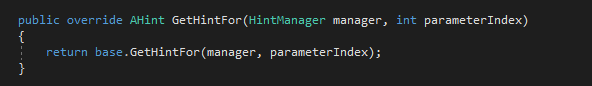 public override AHint GetHintFor(HintManager manager, int parameterIndex)
{
return base.GetHintFor(manager, parameterIndex);
}